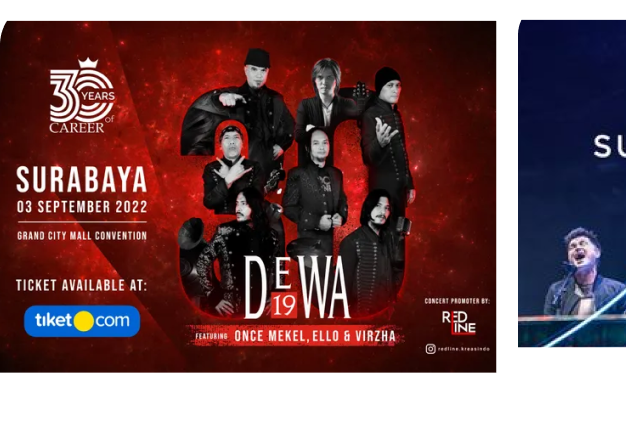 30
YEARS
of
CAREER
SURABAYA
03 SEPTEMBER 2022
GRAND CITY MALL CONVENTION
TICKET AVAILABLE AT:
tiket com
30
DEWA
19
FEATURING ONCE MEKEL, ELLO & VIRZHA
CONCERT PROMOTER BY:
RED
LINE
redline.kreasindo
SU